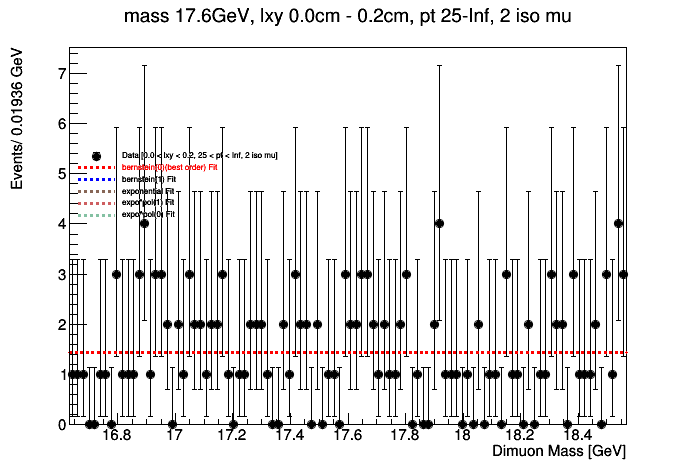 mass 17.6GeV, lxy 0.0cm - 0.2cm, pt 25-Inf, 2 iso mu
Events/ 0.01936 GeV
7
6
5
4
3
2
1
0
Data [0.0 < lxy < 0.2, 25 < pt < Inf, 2 iso mu]
bernstein[0](best order) Fit
bernstein[1] Fit
exponential Fit
expo*pol(1) Fit
expo*pol(0) Fit
16.8 17 17.2 17.4 17.6 17.8 18 18.2 18.4
Dimuon Mass [GeV]